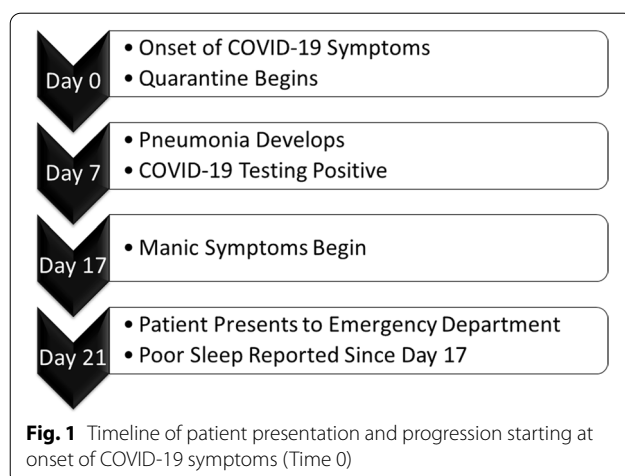 Day 0
• Onset of COVID-19 Symptoms
• Quarantine Begins
Day 7
• Pneumonia Develops
• COVID-19 Testing Positive
Day 17
• Manic Symptoms Begin
Day 21
• Patient Presents to Emergency Department
• Poor Sleep Reported Since Day 17
Fig. 1 Timeline of patient presentation and progression starting at
onset of COVID-19 symptoms (Time 0)